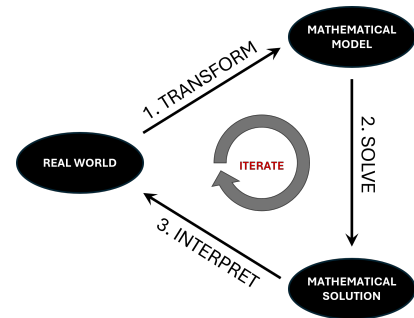 MATHEMATICAL
MODEL
1. TRANSFORM
2. SOLVE
REAL WORLD
ITERATE
3. INTERPRET
MATHEMATICAL
SOLUTION